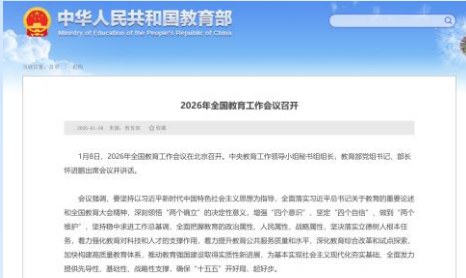 中华人民共和国教育部
Ministry of Education of the People's Republic of China
2026年全国教育工作会议召开
来源：教育部 收藏
1月8日，2026年全国教育工作会议在北京召开。中央教育工作领导小组秘书组组长，教育部党组书记、部长
怀进鹏出席会议并讲话。
会议强调，要坚持以习近平新时代中国特色社会主义思想为指导，全面落实习近平总书记关于教育的重要论述
和全国教育大会精神，深刻领悟“两个确立”的决定性意义，增强“四个意识”、坚定“四个自信”、做到“两个
维护”，坚持稳中求进工作总基调，全面把握教育的政治属性、人民属性、战略属性，坚决落实立德树人根本任
务，着力强化教育对科技和人才的支撑作用，着力提升教育公共服务质量和水平，深化教育综合改革和试点探索，
加快构建高质量教育体系，推动教育强国建设取得实质性新进展，为基本实现社会主义现代化夯实基础、全面发力
提供先导性、基础性、战略性支撑，确保“十五五”开好局、起好步。